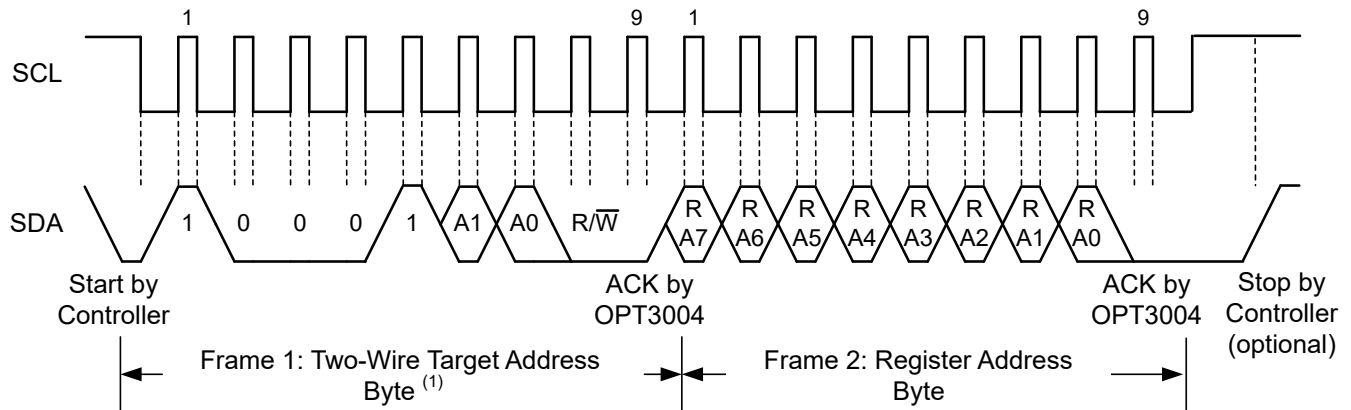 1 9 1 9
SCL
SDA
1 0 0 0 1 A1 A0 R/W̅ R A7 R A6 R A5 R A4 R A3 R A2 R A1 R A0
Start by
Controller
ACK by
OPT3004
ACK by
OPT3004
Stop by
Controller
(optional)
Frame 1: Two-Wire Target Address
Byte (1)
Frame 2: Register Address
Byte